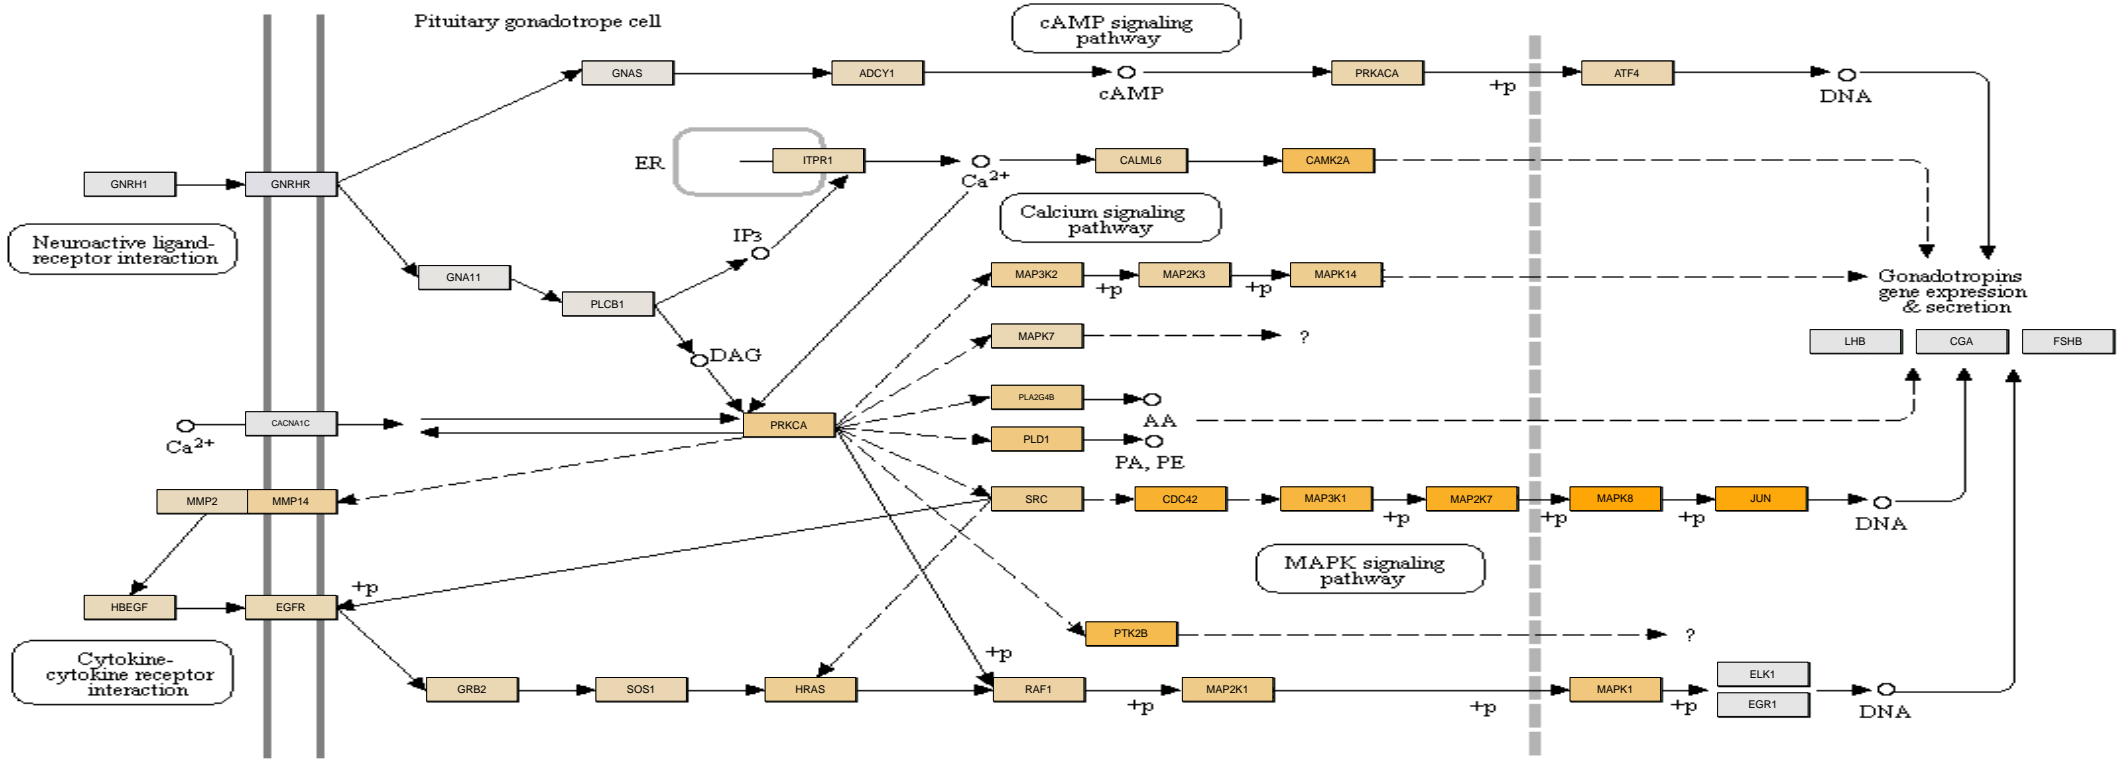 Pituitary gonadotrope cell
cAMP signaling
pathway
GNAS
ADCY1
cAMP
PRKACA
+p
ATF4
DNA
ER
ITPR1
Ca2+
CALML6
CAMK2A
GNRH1
GNRHR
Neuroactive ligand-
receptor interaction
IP3
Calcium signaling
pathway
GNA11
PLCB1
MAP3K2
+p
MAP2K3
+p
MAPK14
Gonadotropins
gene expression
& secretion
DAG
MAPK7
?
LHB
CGA
FSHB
Ca2+
CACNA1C
PRKCA
PLA2G4B
AA
PLD1
PA, PE
MMP2
MMP14
SRC
CDC42
MAP3K1
+p
MAP2K7
+p
MAPK8
+p
JUN
DNA
MAPK signaling
pathway
HBEGF
EGFR
+p
PTK2B
?
Cytokine-
cytokine receptor
interaction
GRB2
SOS1
HRAS
+p
RAF1
+p
MAP2K1
+p
MAPK1
+p
ELK1
EGR1
DNA